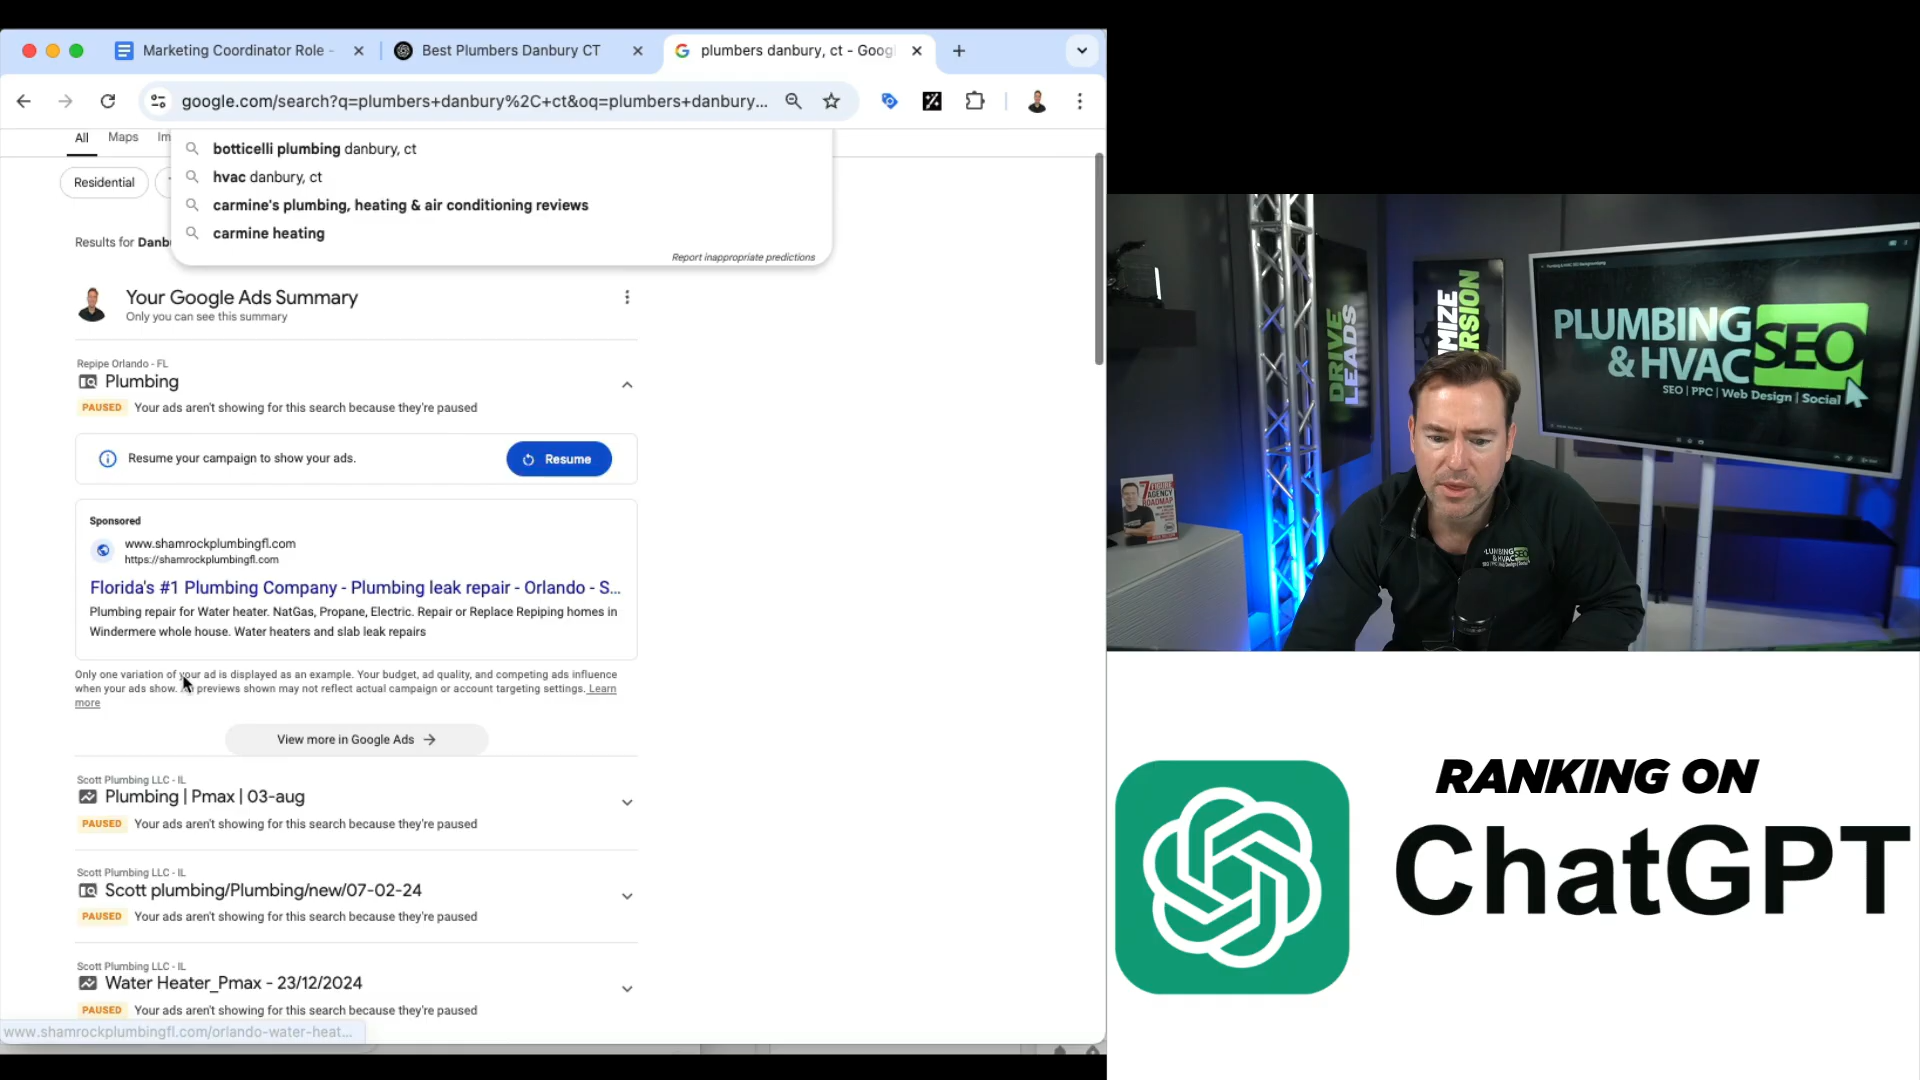 Marketing Coordinator Role -
Best Plumbers Danbury CT
plumbers danbury, ct - Goog
google.com/search?q=plumbers+danbury%2C+ct&oq=plumbers+danbury...
All
Maps
Im
botticelli plumbing danbury, ct
hvac danbury, ct
carmine's plumbing, heating & air conditioning reviews
carmine heating
Report inappropriate predictions
Residential
Results for Danb
Your Google Ads Summary
Only you can see this summary
Repipe Orlando - FL
Plumbing
PAUSED Your ads aren't showing for this search because they're paused
Resume your campaign to show your ads.
Resume
Sponsored
www.shamrockplumbingfl.com
https://shamrockplumbingfl.com
Florida's #1 Plumbing Company - Plumbing leak repair - Orlando - S...
Plumbing repair for Water heater. NatGas, Propane, Electric. Repair or Replace Repiping homes in
Windermere whole house. Water heaters and slab leak repairs
Only one variation of your ad is displayed as an example. Your budget, ad quality, and competing ads influence
when your ads show. previews shown may not reflect actual campaign or account targeting settings. Learn
more
View more in Google Ads
Scott Plumbing LLC - IL
Plumbing | Pmax | 03-aug
PAUSED Your ads aren't showing for this search because they're paused
Scott Plumbing LLC - IL
Scott plumbing/Plumbing/new/07-02-24
PAUSED Your ads aren't showing for this search because they're paused
Scott Plumbing LLC - IL
Water Heater_Pmax - 23/12/2024
PAUSED Your ads aren't showing for this search because they're paused
www.shamrockplumbingfl.com/orlando-water-heat...
DRIVE
LEADS
MIZE
ERSION
PLUMBING
& HVAC SEO
SEO | PPC | Web Design | Social
7 FIGURE
AGENCY
ROADMAP
PLUMBING
& HVAC SEO
RANKING ON
ChatGPT